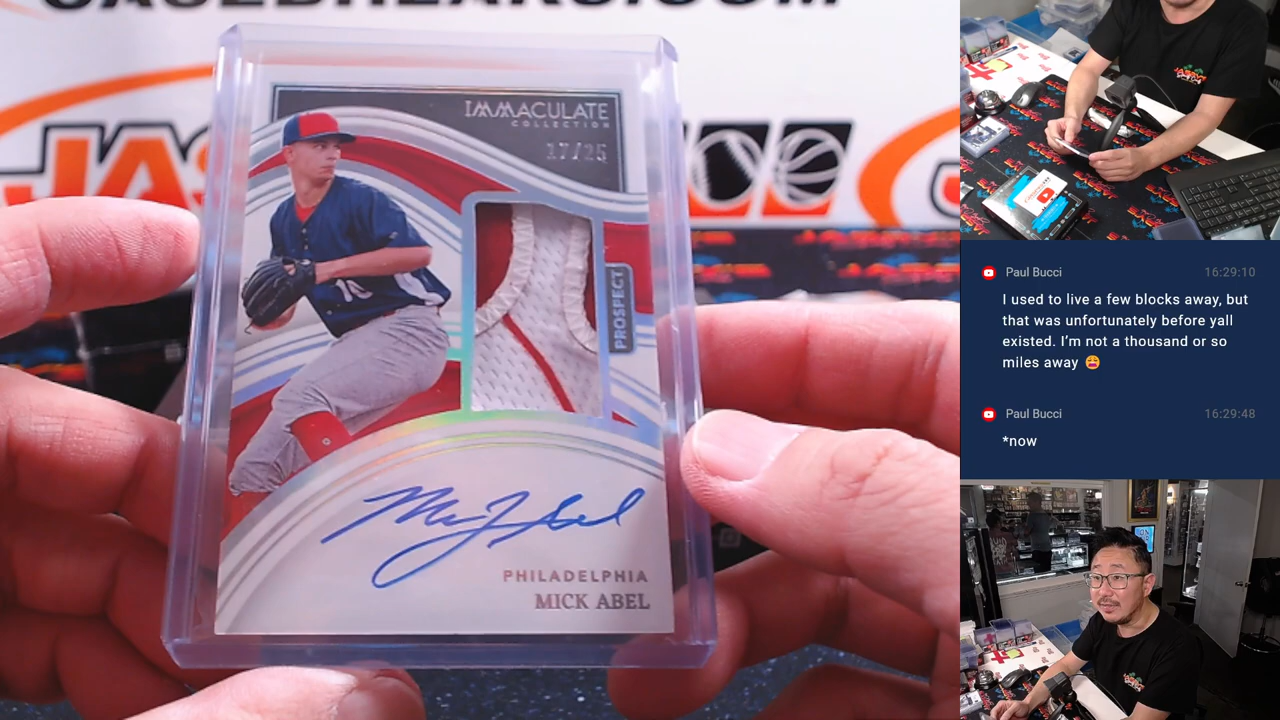 IMMACULATE
COLLECTION
17/25
PROSPECT
10
PHILADELPHIA
MICK ABEL
Paul Bucci 16:29:10
I used to live a few blocks away, but
that was unfortunately before yall
existed. I'm not a thousand or so
miles away 😩
Paul Bucci 16:29:48
*now